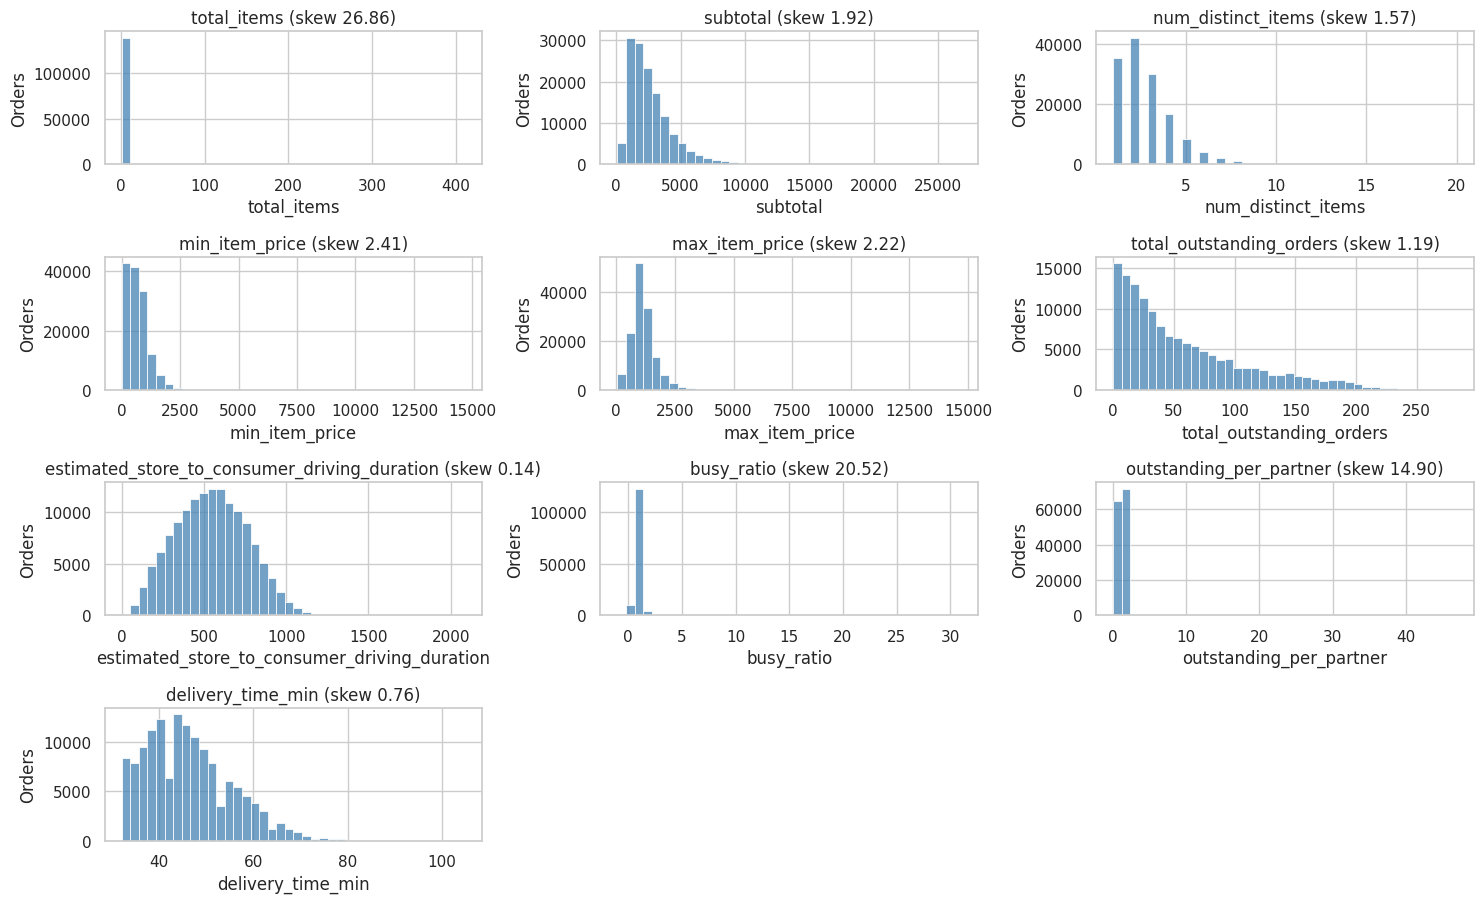 total_items (skew 26.86)
Orders
100000
50000
0
0 100 200 300 400
total_items
subtotal (skew 1.92)
Orders
30000
20000
10000
0
0 5000 10000 15000 20000 25000
subtotal
num_distinct_items (skew 1.57)
Orders
40000
20000
0
5 10 15 20
num_distinct_items
min_item_price (skew 2.41)
Orders
40000
20000
0
0 2500 5000 7500 10000 12500 15000
min_item_price
max_item_price (skew 2.22)
Orders
40000
20000
0
0 2500 5000 7500 10000 12500 15000
max_item_price
total_outstanding_orders (skew 1.19)
Orders
15000
10000
5000
0
0 50 100 150 200 250
total_outstanding_orders
estimated_store_to_consumer_driving_duration (skew 0.14)
Orders
10000
5000
0
0 500 1000 1500 2000
estimated_store_to_consumer_driving_duration
busy_ratio (skew 20.52)
Orders
100000
50000
0
0 5 10 15 20 25 30
busy_ratio
outstanding_per_partner (skew 14.90)
Orders
60000
40000
20000
0
0 10 20 30 40
outstanding_per_partner
delivery_time_min (skew 0.76)
Orders
10000
5000
0
40 60 80 100
delivery_time_min